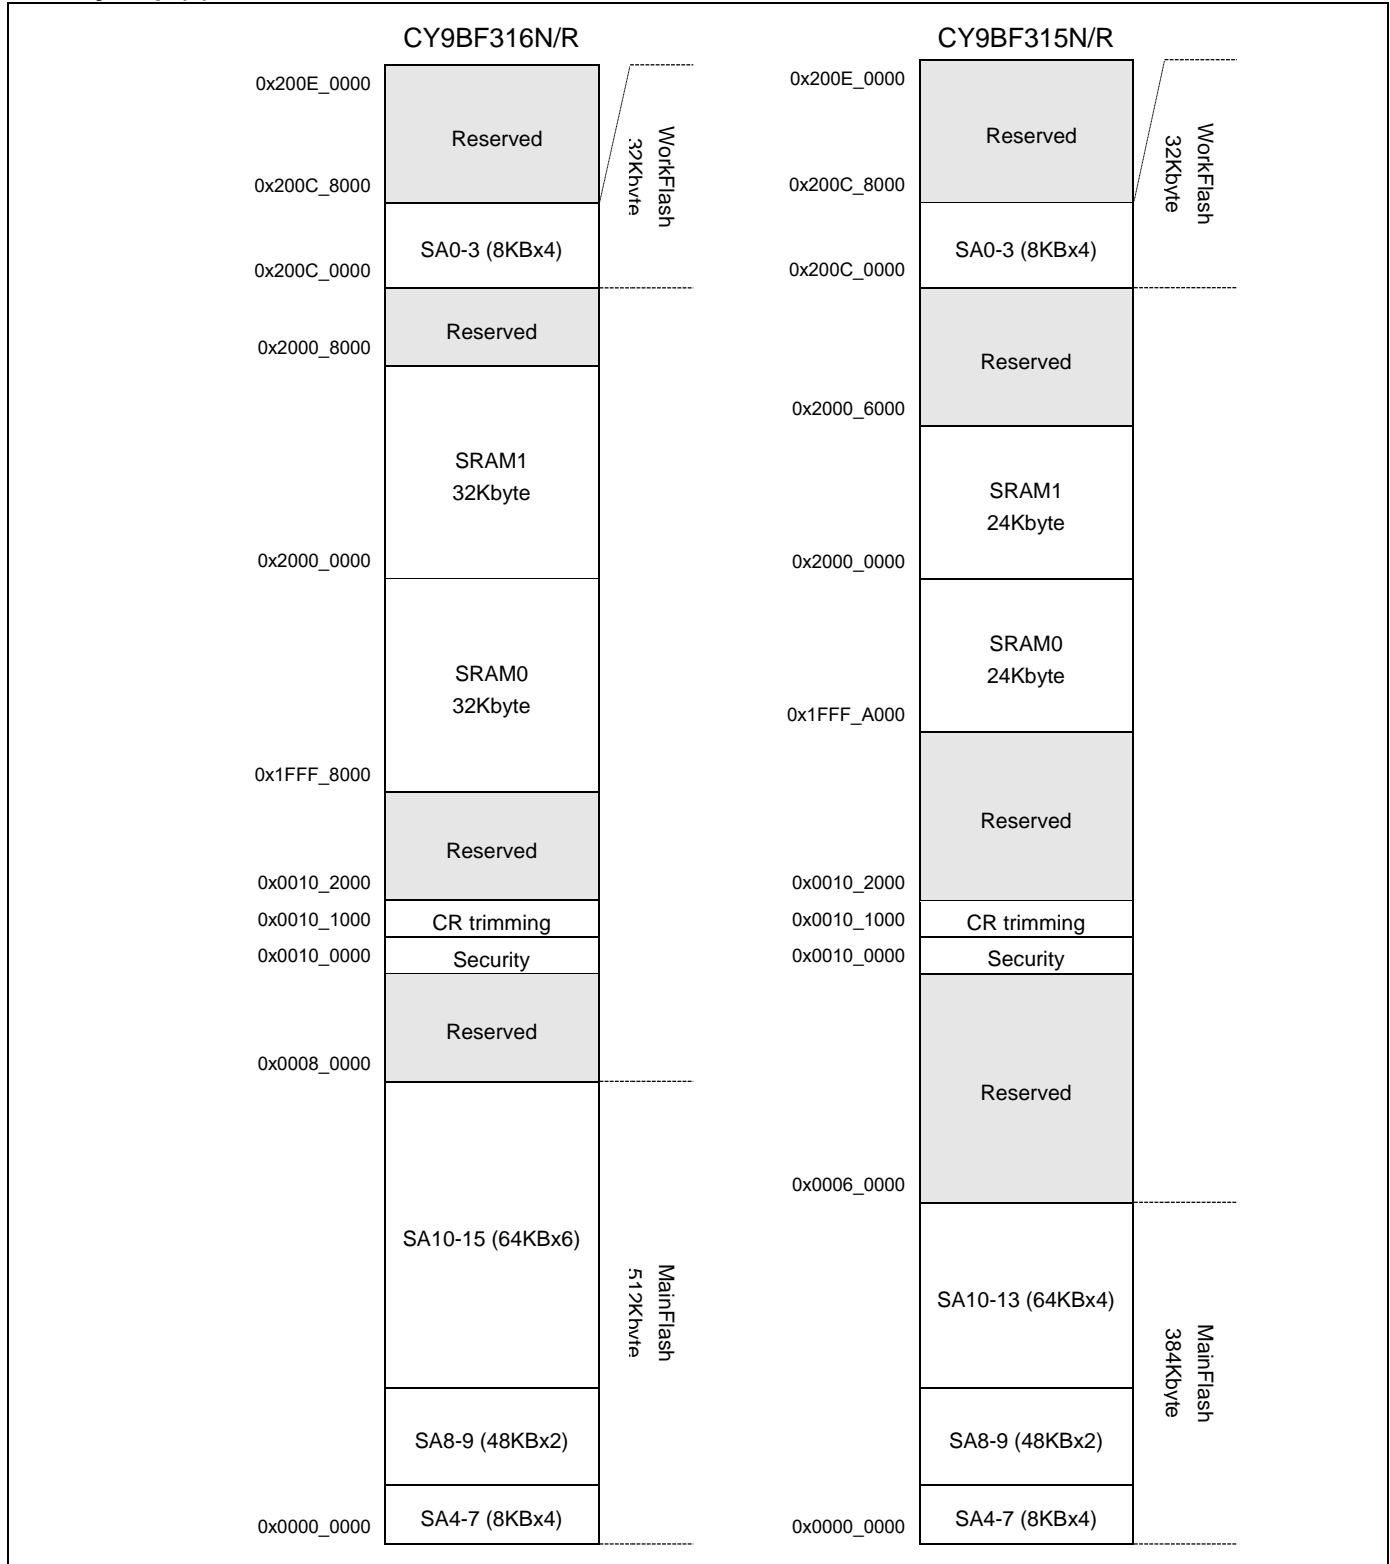 CY9BF316N/R
0x200E_0000
Reserved
WorkFlash
32Kbyte
0x200C_8000
SA0-3 (8KBx4)
0x200C_0000
Reserved
0x2000_8000
SRAM1
32Kbyte
0x2000_0000
SRAM0
32Kbyte
0x1FFF_8000
Reserved
0x0010_2000
0x0010_1000
CR trimming
0x0010_0000
Security
Reserved
0x0008_0000
SA10-15 (64KBx6)
MainFlash
512Kbyte
SA8-9 (48KBx2)
SA4-7 (8KBx4)
0x0000_0000
CY9BF315N/R
0x200E_0000
Reserved
WorkFlash
32Kbyte
0x200C_8000
SA0-3 (8KBx4)
0x200C_0000
Reserved
0x2000_6000
SRAM1
24Kbyte
0x2000_0000
SRAM0
24Kbyte
0x1FFF_A000
Reserved
0x0010_2000
0x0010_1000
CR trimming
0x0010_0000
Security
Reserved
0x0006_0000
SA10-13 (64KBx4)
MainFlash
384Kbyte
SA8-9 (48KBx2)
SA4-7 (8KBx4)
0x0000_0000